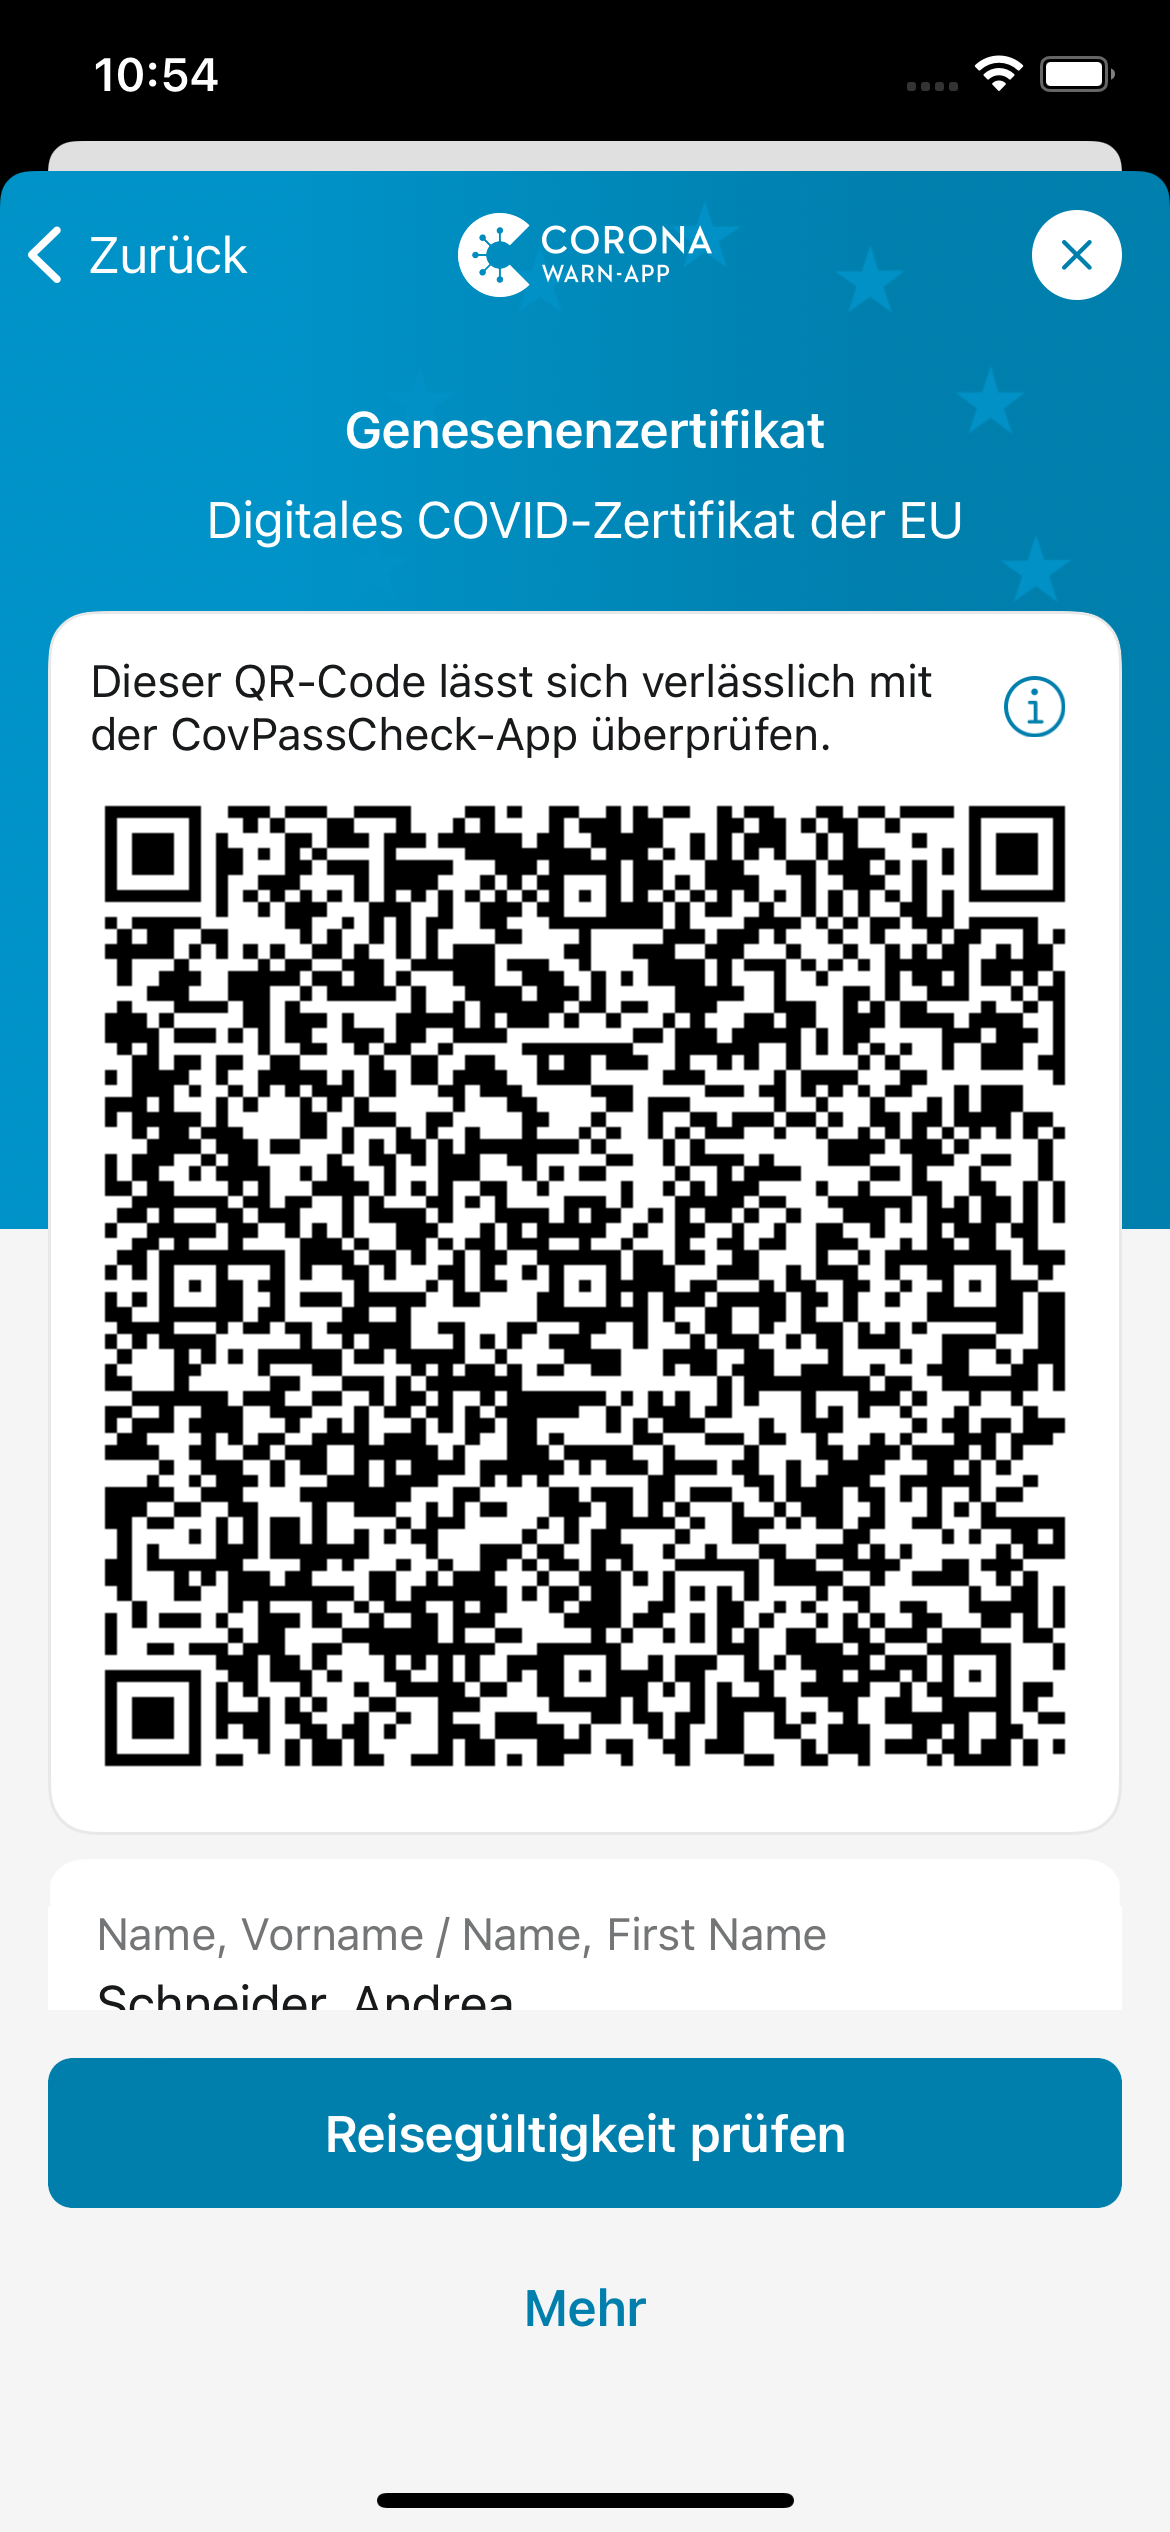 10:54
Zurück
CORONA
WARN-APP
Genesenenzertifikat
Digitales COVID-Zertifikat der EU
Dieser QR-Code lässt sich verlässlich mit
der CovPassCheck-App überprüfen.
Name, Vorname / Name, First Name
Schneider, Andrea
Reisegültigkeit prüfen
Mehr